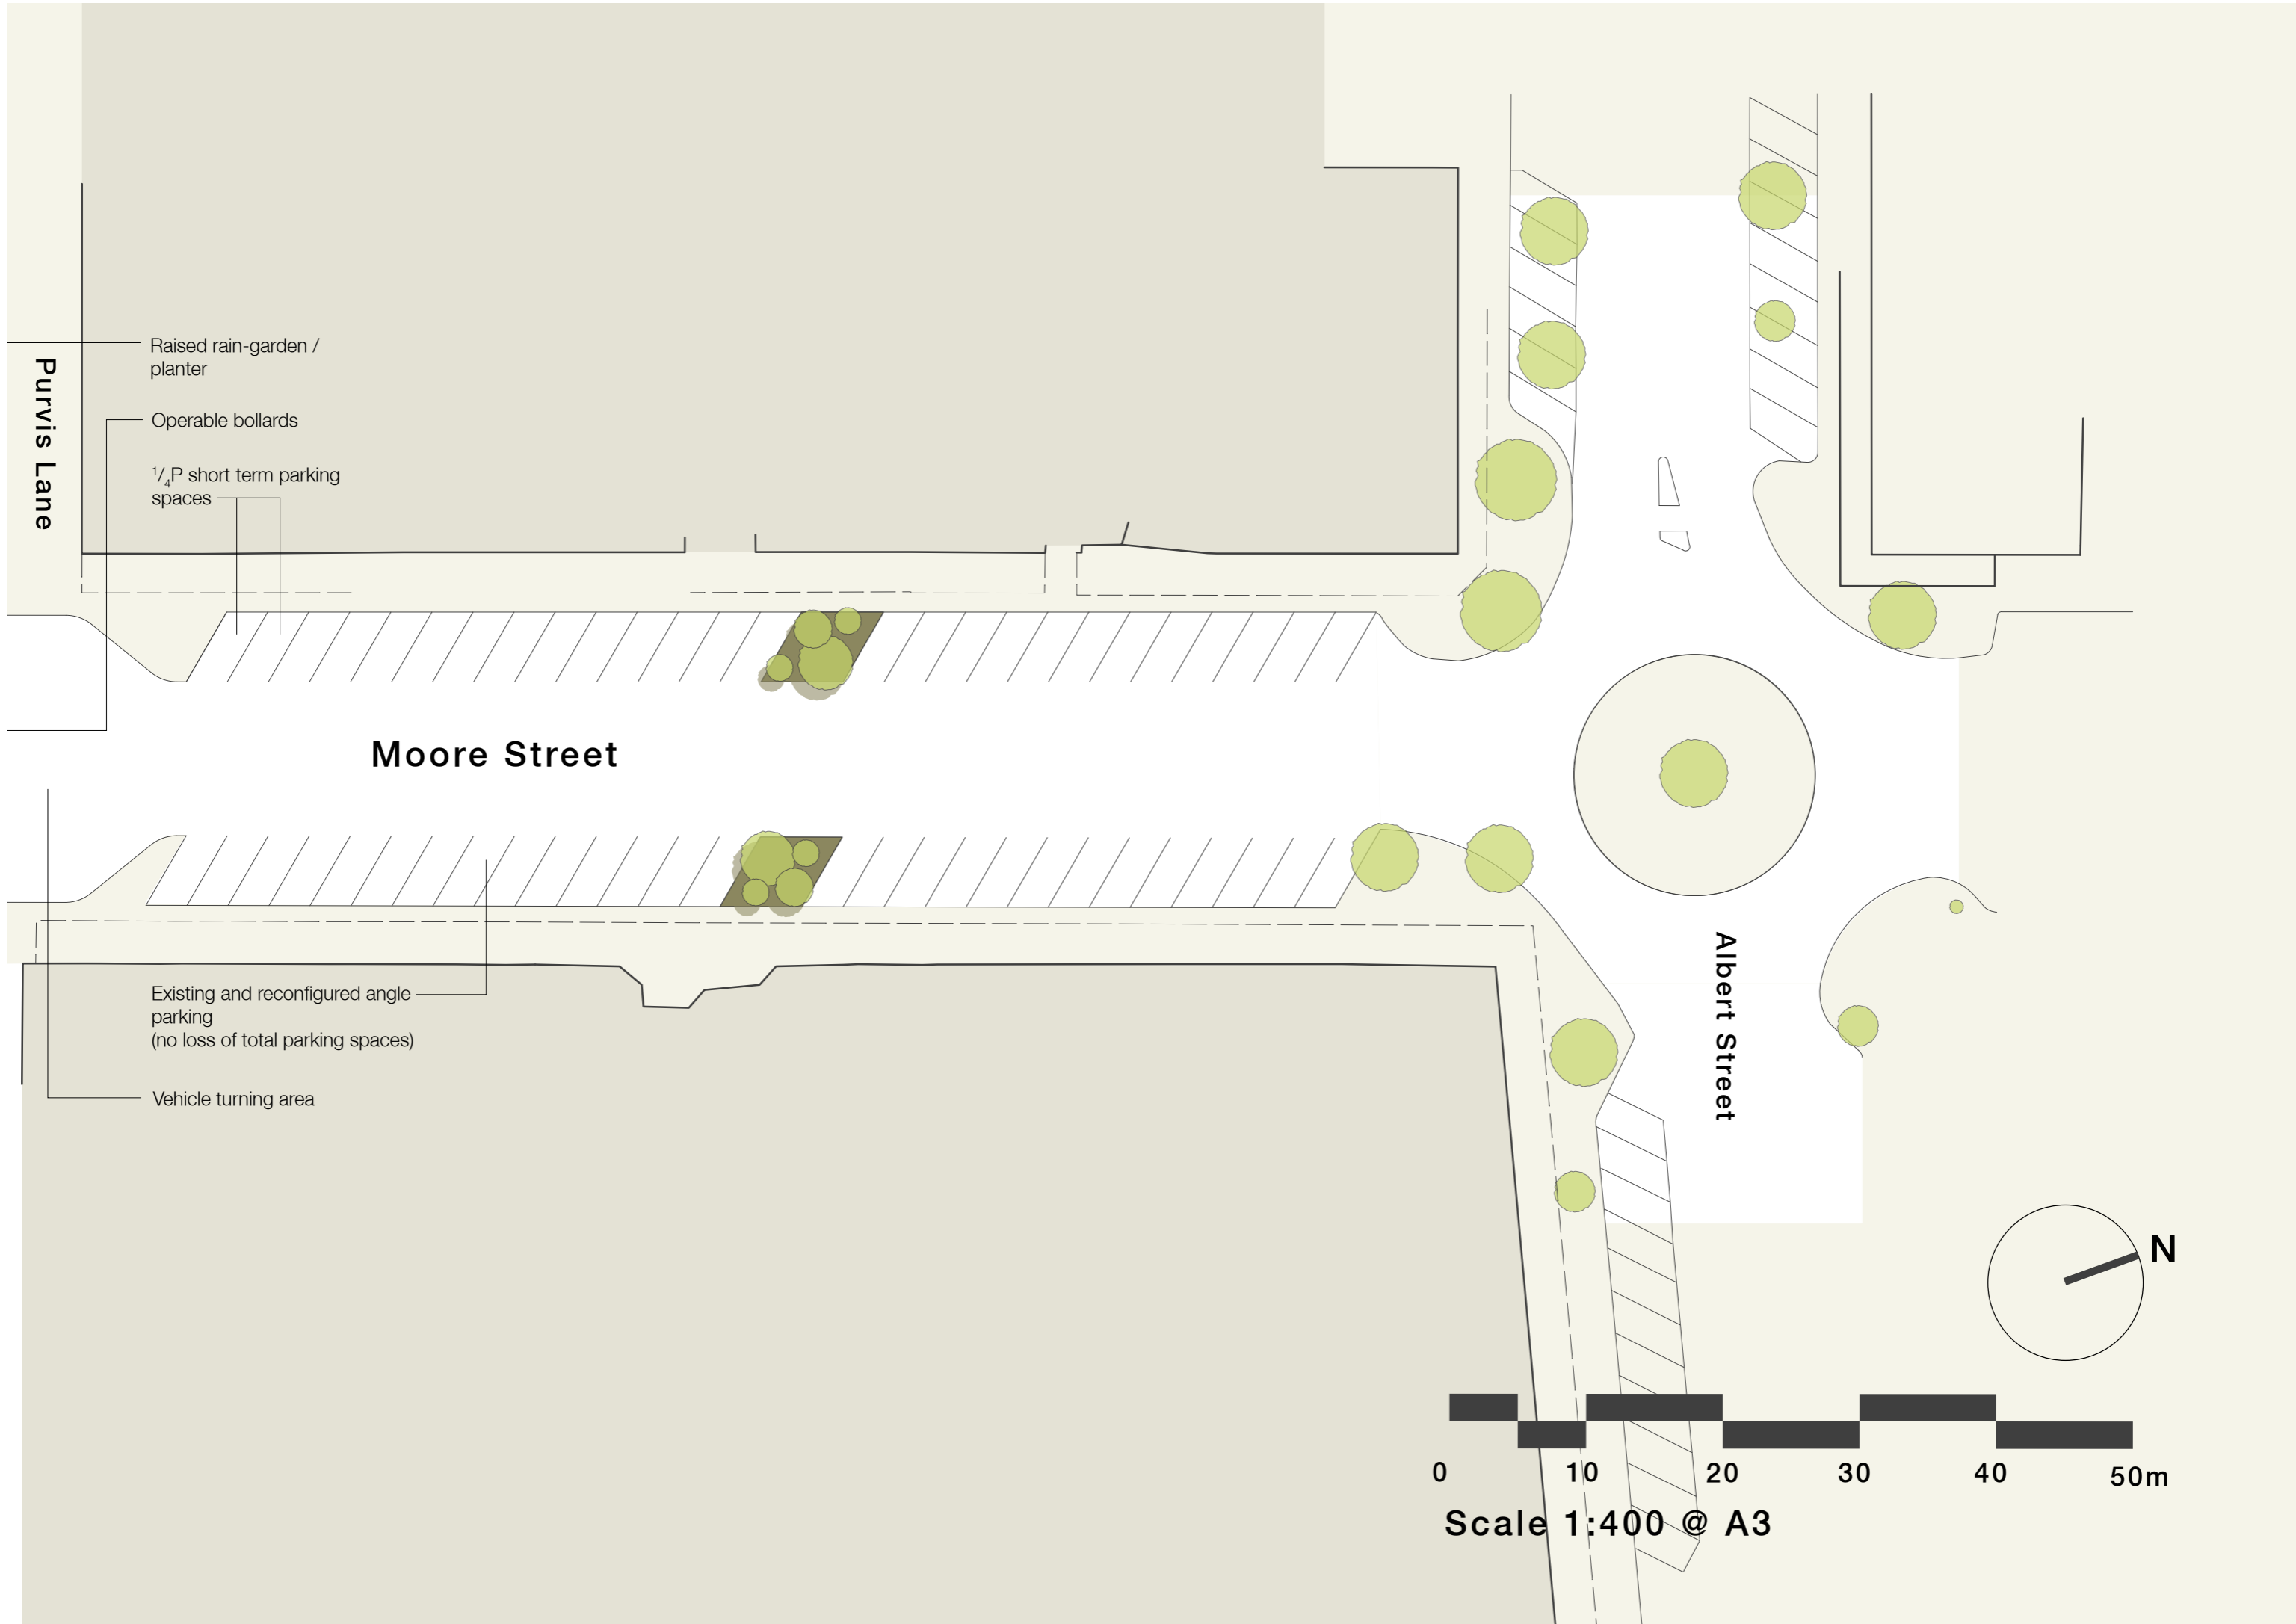 Raised rain-garden /
planter
Purvis Lane
Operable bollards
1/4P short term parking
spaces
Moore Street
Albert Street
Existing and reconfigured angle
parking
(no loss of total parking spaces)
Vehicle turning area
N
0 10 20 30 40 50m
Scale 1:400 @ A3